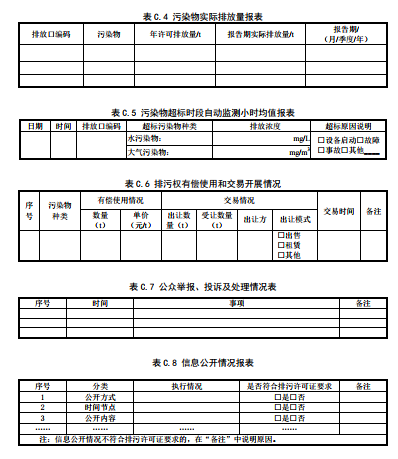 表 C.4 污染物实际排放量报表
排放口编码 污染物 年许可排放量/t 报告期实际排放量/t 报告期/
(月/季度/年)
表 C.5 污染物超标时段自动监测小时均值报表
日期 时间 排放口编码 超标污染物种类 排放浓度 超标原因说明
水污染物： mg/L □设备启动□故障
大气污染物： mg/m³ □事故□其他____
表 C.6 排污权有偿使用和交易开展情况
序号 污染物种类 有偿使用情况 交易情况 交易时间 备注
数量（t） 单价（元/t） 出让数量（t） 受让数量（t） 出让方 出让模式
□出售
□租赁
□其他
表 C.7 公众举报、投诉及处理情况表
序号 时间 事项 备注
表 C.8 信息公开情况报表
序号 分类 执行情况 是否符合排污许可证要求 备注
1 公开方式 □是□否
2 时间节点 □是□否
3 公开内容 □是□否
…… …… …… ……
注：信息公开情况不符合排污许可证要求的，在“备注”中说明原因。